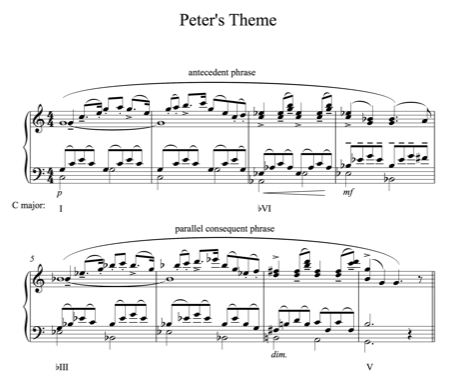 Peter's Theme
antecedent phrase
p
mf
C major: I ♭VI
parallel consequent phrase
5
dim.
♭III V